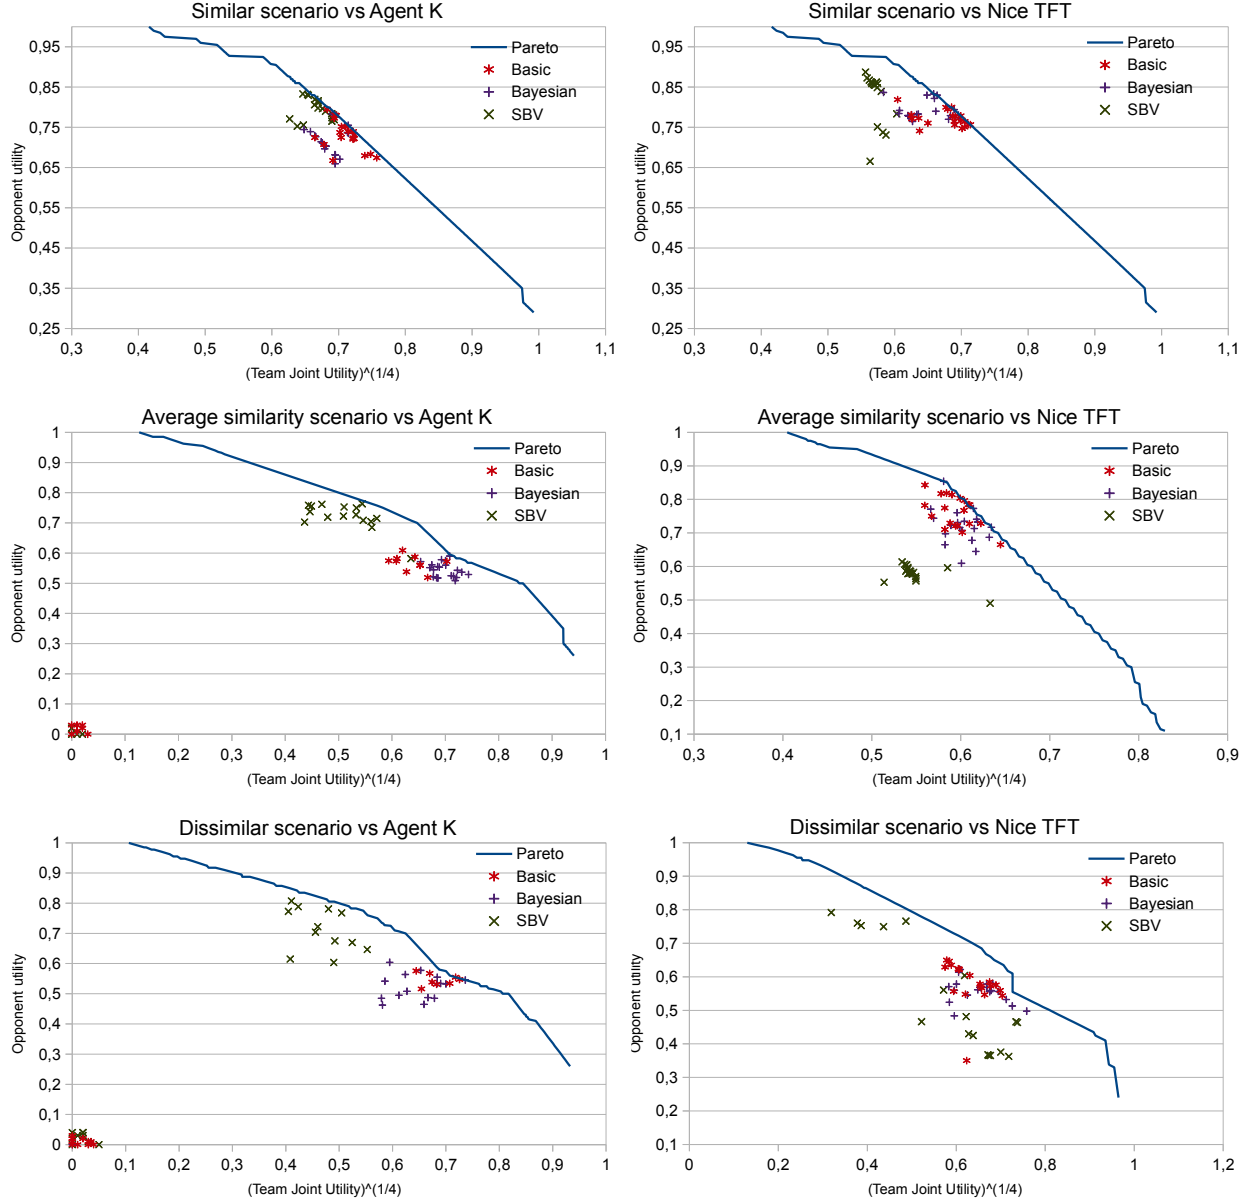 Similar scenario vs Agent K
0,95
0,85
0,75
0,65
0,55
0,45
0,35
0,25
Opponent utility
Pareto
Basic
Bayesian
SBV
0,3 0,4 0,5 0,6 0,7 0,8 0,9 1 1,1
(Team Joint Utility)^(1/4)
Similar scenario vs Nice TFT
0,95
0,85
0,75
0,65
0,55
0,45
0,35
0,25
Opponent utility
Pareto
Basic
Bayesian
SBV
0,3 0,4 0,5 0,6 0,7 0,8 0,9 1 1,1
(Team Joint Utility)^(1/4)
Average similarity scenario vs Agent K
1
0,9
0,8
0,7
0,6
0,5
0,4
0,3
0,2
0,1
0
Opponent utility
Pareto
Basic
Bayesian
SBV
0 0,1 0,2 0,3 0,4 0,5 0,6 0,7 0,8 0,9 1
(Team Joint Utility)^(1/4)
Average similarity scenario vs Nice TFT
1
0,9
0,8
0,7
0,6
0,5
0,4
0,3
0,2
0,1
Opponent utility
Pareto
Basic
Bayesian
SBV
0,3 0,4 0,5 0,6 0,7 0,8 0,9
(Team Joint Utility)^(1/4)
Dissimilar scenario vs Agent K
1
0,9
0,8
0,7
0,6
0,5
0,4
0,3
0,2
0,1
0
Opponent utility
Pareto
Basic
Bayesian
SBV
0 0,1 0,2 0,3 0,4 0,5 0,6 0,7 0,8 0,9 1
(Team Joint Utility)^(1/4)
Dissimilar scenario vs Nice TFT
1
0,9
0,8
0,7
0,6
0,5
0,4
0,3
0,2
0,1
Opponent utility
Pareto
Basic
Bayesian
SBV
0 0,2 0,4 0,6 0,8 1 1,2
(Team Joint Utility)^(1/4)